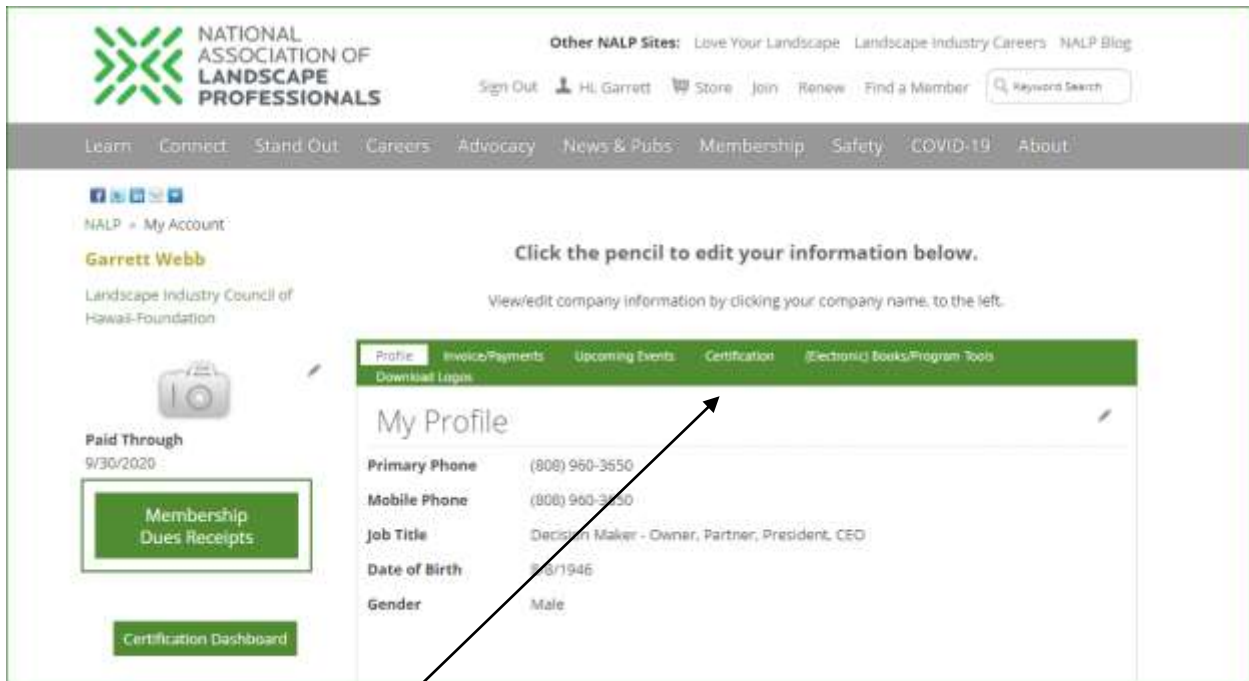 NATIONAL
ASSOCIATION OF
LANDSCAPE
PROFESSIONALS
Other NALP Sites: Love Your Landscape Landscape Industry Careers NALP Blog
Sign Out Hi, Garrett Store Join Renew Find a Member Keyword Search
Learn Connect Stand Out Careers Advocacy News & Pubs Membership Safety COVID-19 About
NALP » My Account
Garrett Webb
Landscape Industry Council of
Hawaii-Foundation
Click the pencil to edit your information below.
View/edit company information by clicking your company name, to the left.
Profile Invoice/Payments Upcoming Events Certification (Electronic) Books/Program Tools
Download Logos
My Profile
Paid Through
9/30/2020
Membership
Dues Receipts
Certification Dashboard
Primary Phone (808) 960-3650
Mobile Phone (808) 960-3650
Job Title Decision Maker - Owner, Partner, President, CEO
Date of Birth /8/1946
Gender Male